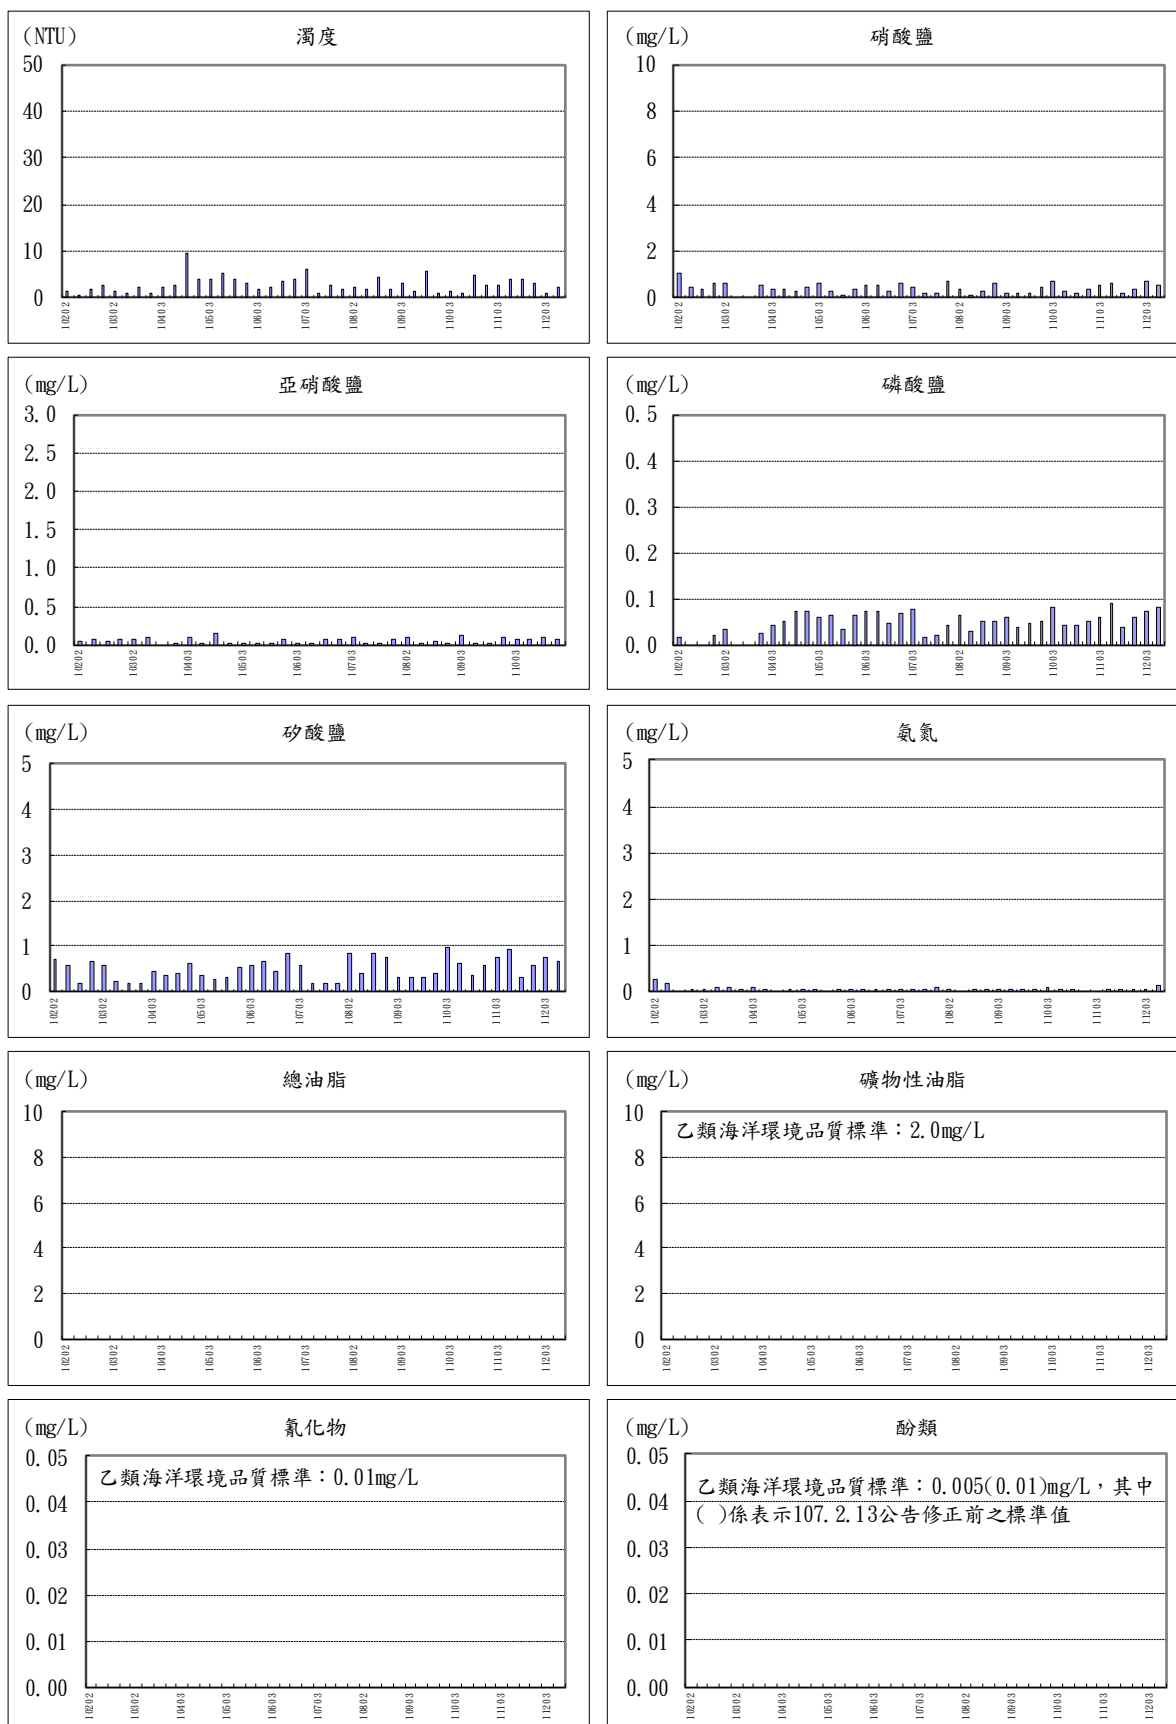 (NTU) 濁度
50
40
30
20
10
0
10202 10302 10403 10503 10603 10703 10802 10903 11003 11103 11203
(mg/L) 硝酸鹽
10
8
6
4
2
0
10202 10302 10403 10503 10603 10703 10802 10903 11003 11103 11203
(mg/L) 亞硝酸鹽
3.0
2.5
2.0
1.5
1.0
0.5
0.0
10202 10302 10403 10503 10603 10703 10802 10903 11003
(mg/L) 磷酸鹽
0.5
0.4
0.3
0.2
0.1
0.0
10202 10302 10403 10503 10603 10703 10802 10903 11003 11103 11203
(mg/L) 矽酸鹽
5
4
3
2
1
0
10202 10302 10403 10503 10603 10703 10802 10903 11003 11103 11203
(mg/L) 氨氮
5
4
3
2
1
0
10202 10302 10403 10503 10603 10703 10802 10903 11003 11103 11203
(mg/L) 總油脂
10
8
6
4
2
0
10202 10302 10403 10503 10603 10703 10802 10903 11003 11103 11203
(mg/L) 礦物性油脂
10
乙類海洋環境品質標準：2.0mg/L
8
6
4
2
0
10202 10302 10403 10503 10603 10703 10802 10903 11003 11103 11203
(mg/L) 氰化物
0.05
乙類海洋環境品質標準：0.01mg/L
0.04
0.03
0.02
0.01
0.00
10202 10302 10403 10503 10603 10703 10802 10903 11003 11103 11203
(mg/L) 酚類
0.05
乙類海洋環境品質標準：0.005(0.01)mg/L，其中
( )係表示107.2.13公告修正前之標準值
0.04
0.03
0.02
0.01
0.00
10202 10302 10403 10503 10603 10703 10802 10903 11003 11103 11203